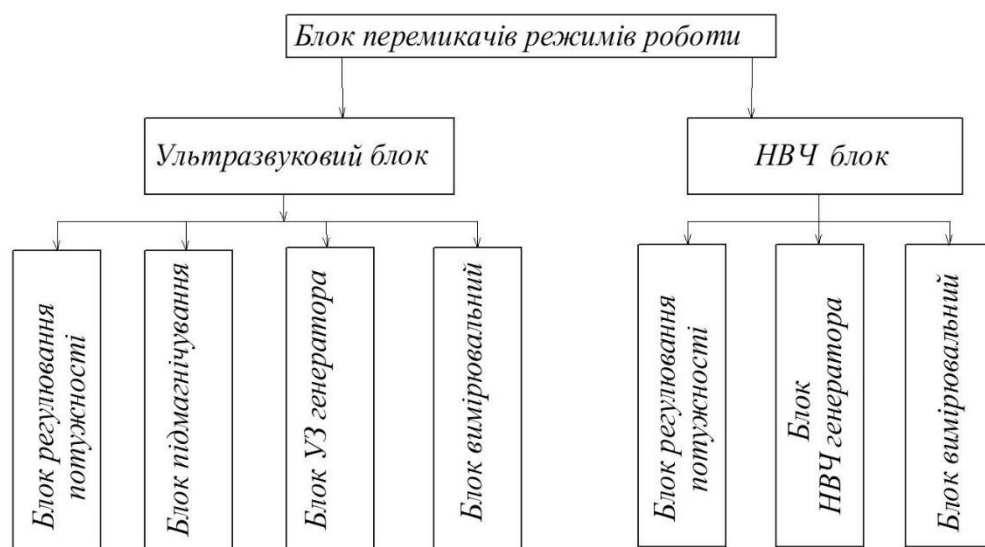 Блок перемикачів режимів роботи
Ультразвуковий блок
НВЧ блок
Блок регулювання
потужності
Блок підмагнічування
Блок УЗ генератора
Блок вимірювальний
Блок регулювання
потужності
Блок
НВЧ генератора
Блок вимірювальний